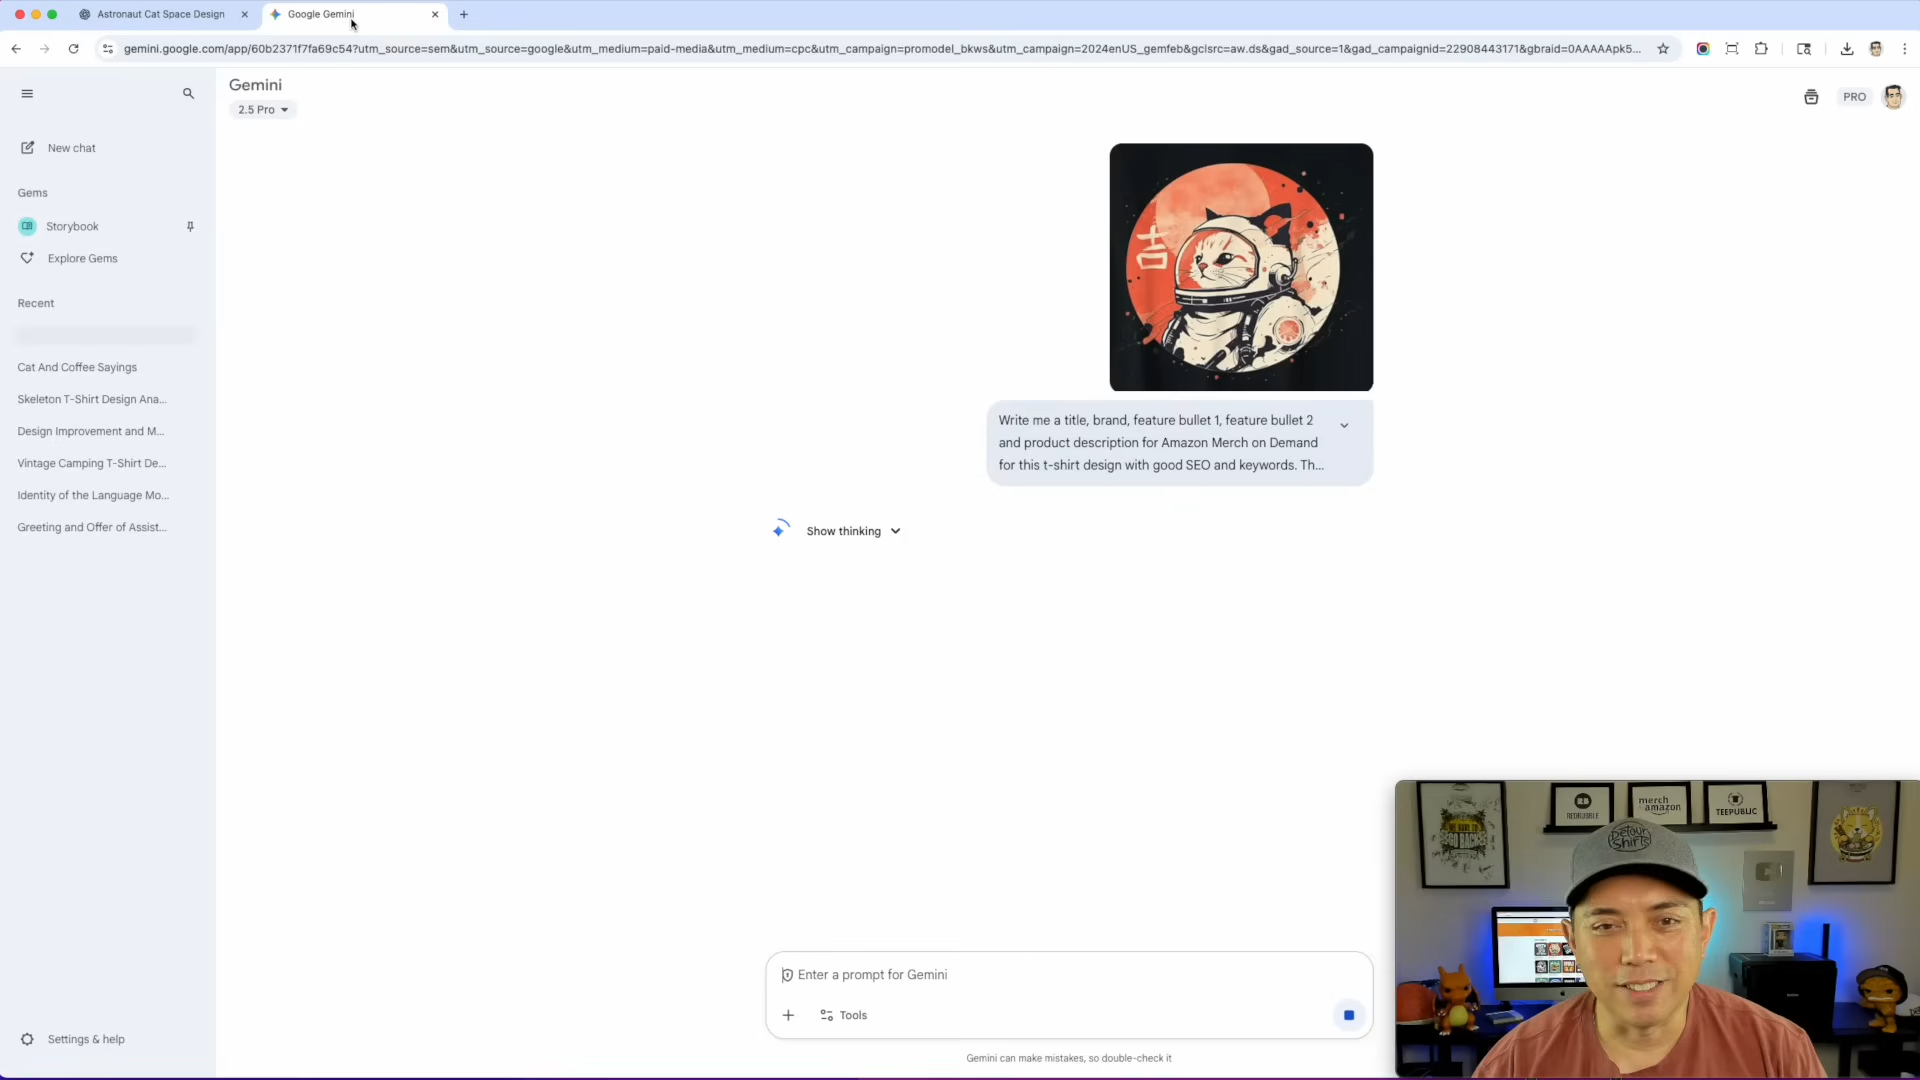 Astronaut Cat Space Design
Google Gemini
gemini.google.com/app/60b2371f7fa69c54?utm_source=sem&utm_source=google&utm_medium=paid-media&utm_medium=cpc&utm_campaign=promodel_bkws&utm_campaign=2024enUS_gemfeb&gclsrc=aw.ds&gad_source=1&gad_campaignid=22908443171&gbraid=0AAAAApk5...
Gemini
2.5 Pro
PRO
New chat
Gems
Storybook
Explore Gems
Recent
Cat And Coffee Sayings
Skeleton T-Shirt Design Ana...
Design Improvement and M...
Vintage Camping T-Shirt De...
Identity of the Language Mo...
Greeting and Offer of Assist...
Settings & help
吉
Write me a title, brand, feature bullet 1, feature bullet 2
and product description for Amazon Merch on Demand
for this t-shirt design with good SEO and keywords. Th...
Show thinking
Enter a prompt for Gemini
Tools
Gemini can make mistakes, so double-check it
REDBUBBLE
merch
amazon
TEEPUBLIC
GO BACK
Detour
Shirts